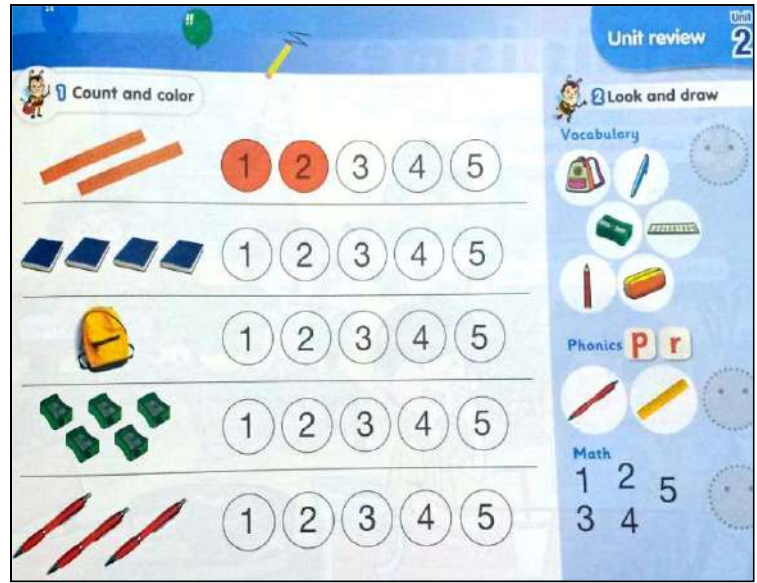 Unit review
Unit
2
1 Count and color
1 2 3 4 5
1 2 3 4 5
1 2 3 4 5
1 2 3 4 5
1 2 3 4 5
2 Look and draw
Vocabulary
Phonics p r
Math
1 2 5
3 4